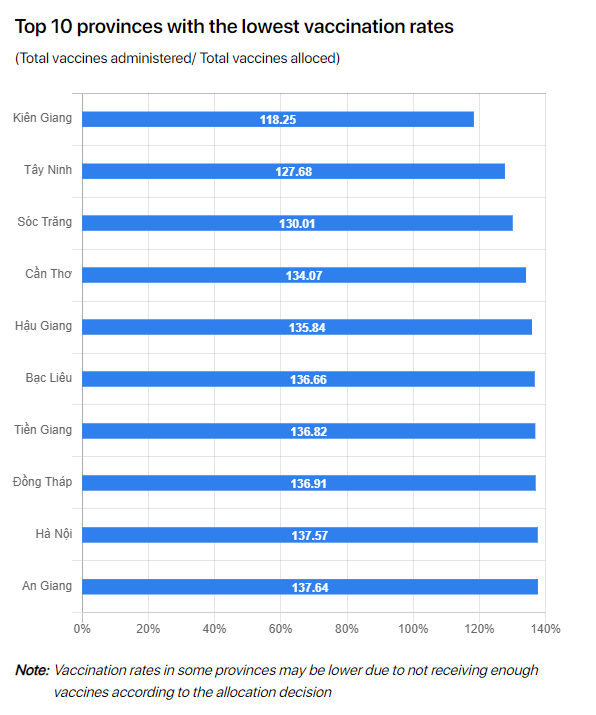 Top 10 provinces with the lowest vaccination rates
(Total vaccines administered/ Total vaccines alloced)
Kiên Giang 118.25
Tây Ninh 127.68
Sóc Trăng 130.01
Cần Thơ 134.07
Hậu Giang 135.84
Bạc Liêu 136.66
Tiền Giang 136.82
Đồng Tháp 136.91
Hà Nội 137.57
An Giang 137.64
0% 20% 40% 60% 80% 100% 120% 140%
Note: Vaccination rates in some provinces may be lower due to not receiving enough
vaccines according to the allocation decision